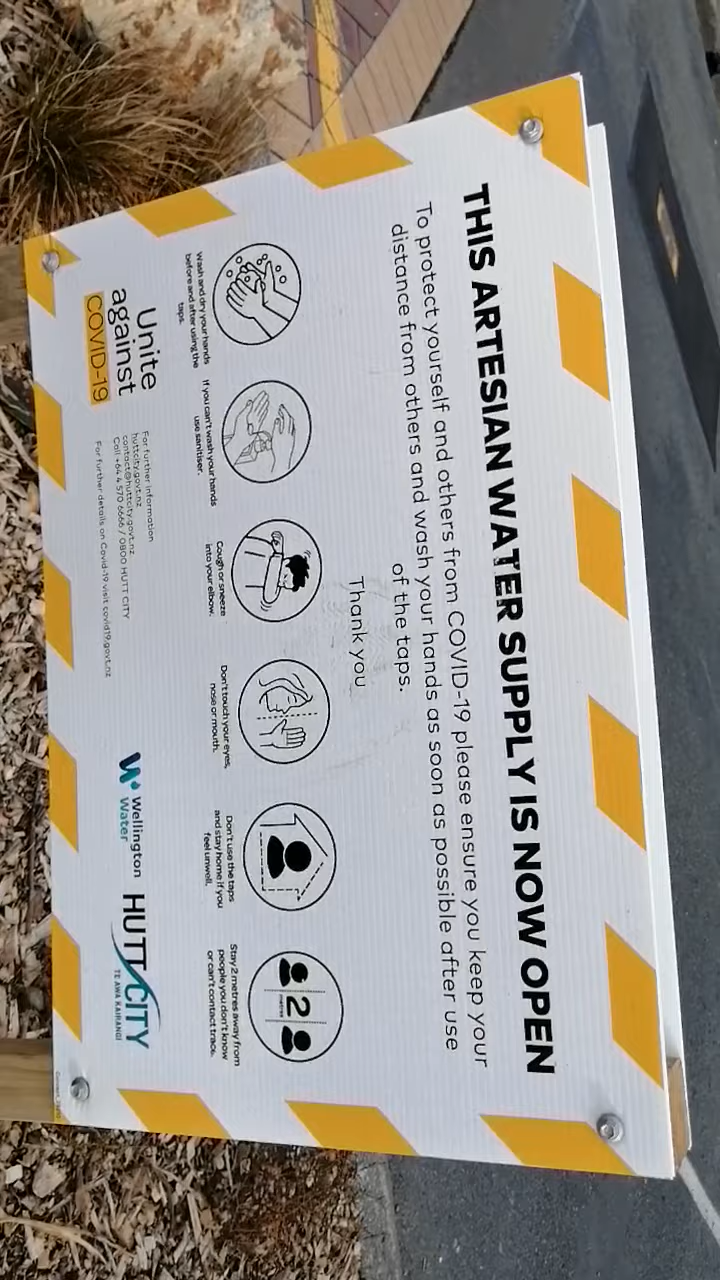 THIS ARTESIAN WATER SUPPLY IS NOW OPEN
To protect yourself and others from COVID-19 please ensure you keep your
distance from others and wash your hands as soon as possible after use
of the taps.
Thank you
Wash and dry your hands
before and after using the
taps.
If you can't wash your hands
use sanitiser.
Cough or sneeze
into your elbow.
Don't touch your eyes,
nose or mouth.
Don't use the taps
and stay home if you
feel unwell.
2
metres
Stay 2 metres away from
people you don't know
or can't contact trace.
Unite
against
COVID-19
For further information
huttcity.govt.nz
contact@huttcity.govt.nz
Call +64 4 570 6666 / 0800 HUTT CITY
For further details on Covid-19 visit covid19.govt.nz
Wellington
Water
HUTT CITY
TE AWA KAIRANGI